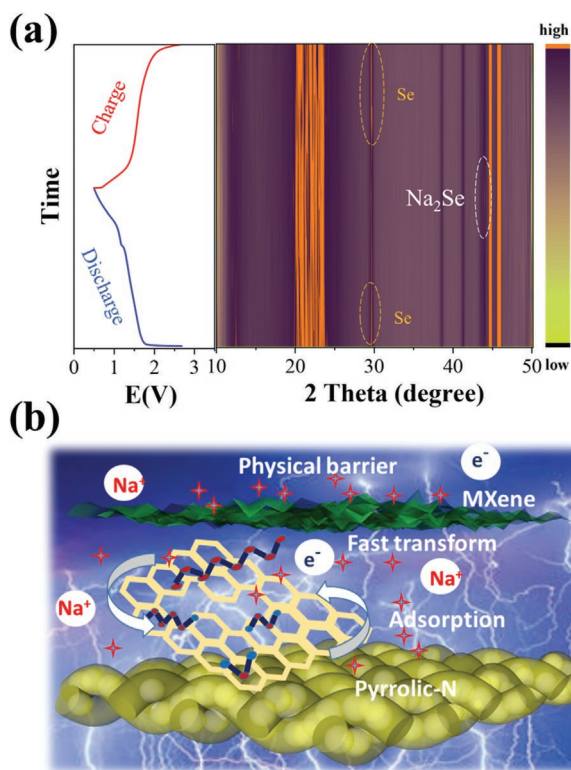 (a)
high
Charge
Discharge
Time
Se
Na₂Se
Se
low
0 1 2 3
10 20 30 40 50
E(V)
2 Theta (degree)
(b)
Physical barrier
e⁻
Na⁺
MXene
Fast transform
e⁻
Na⁺
Na⁺
Adsorption
Pyrrolic-N